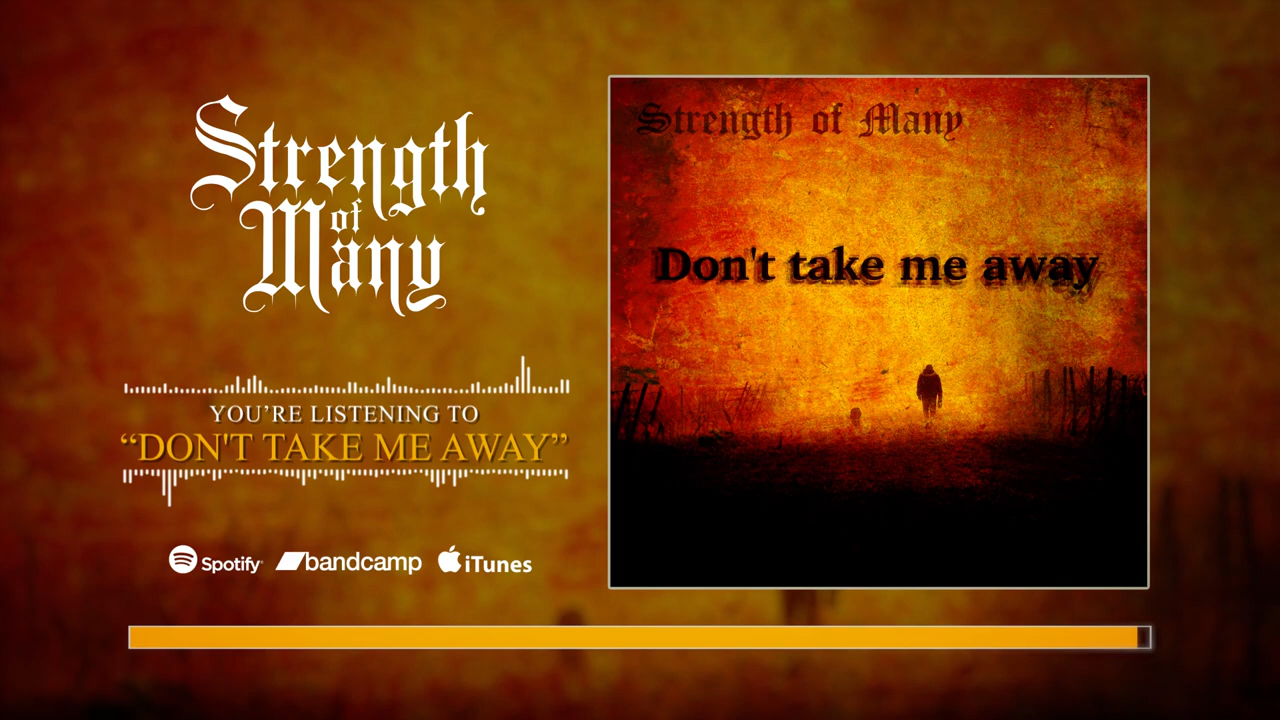 Strength
of
Many
YOU'RE LISTENING TO
“DON'T TAKE ME AWAY”
Spotify
bandcamp
iTunes
Strength of Many
Don't take me away